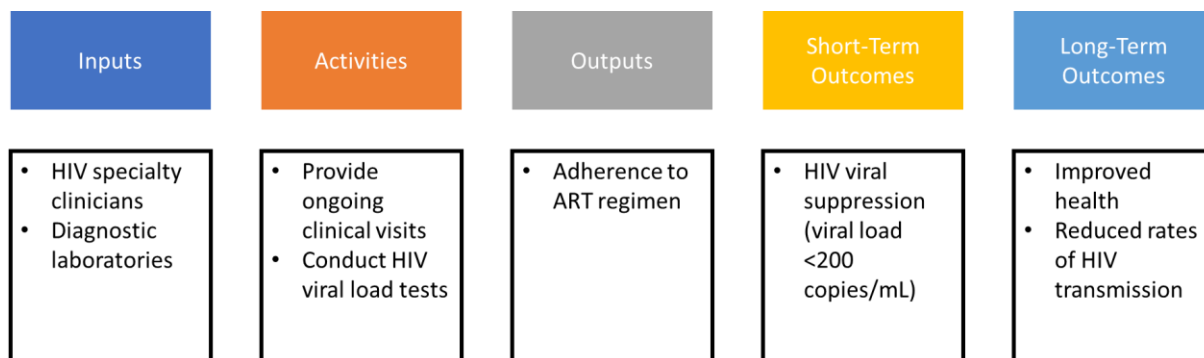 Inputs
Activities
Outputs
Short-Term
Outcomes
Long-Term
Outcomes
• HIV specialty
clinicians
• Diagnostic
laboratories
• Provide
ongoing
clinical visits
• Conduct HIV
viral load tests
• Adherence to
ART regimen
• HIV viral
suppression
(viral load
<200
copies/mL)
• Improved
health
• Reduced rates
of HIV
transmission